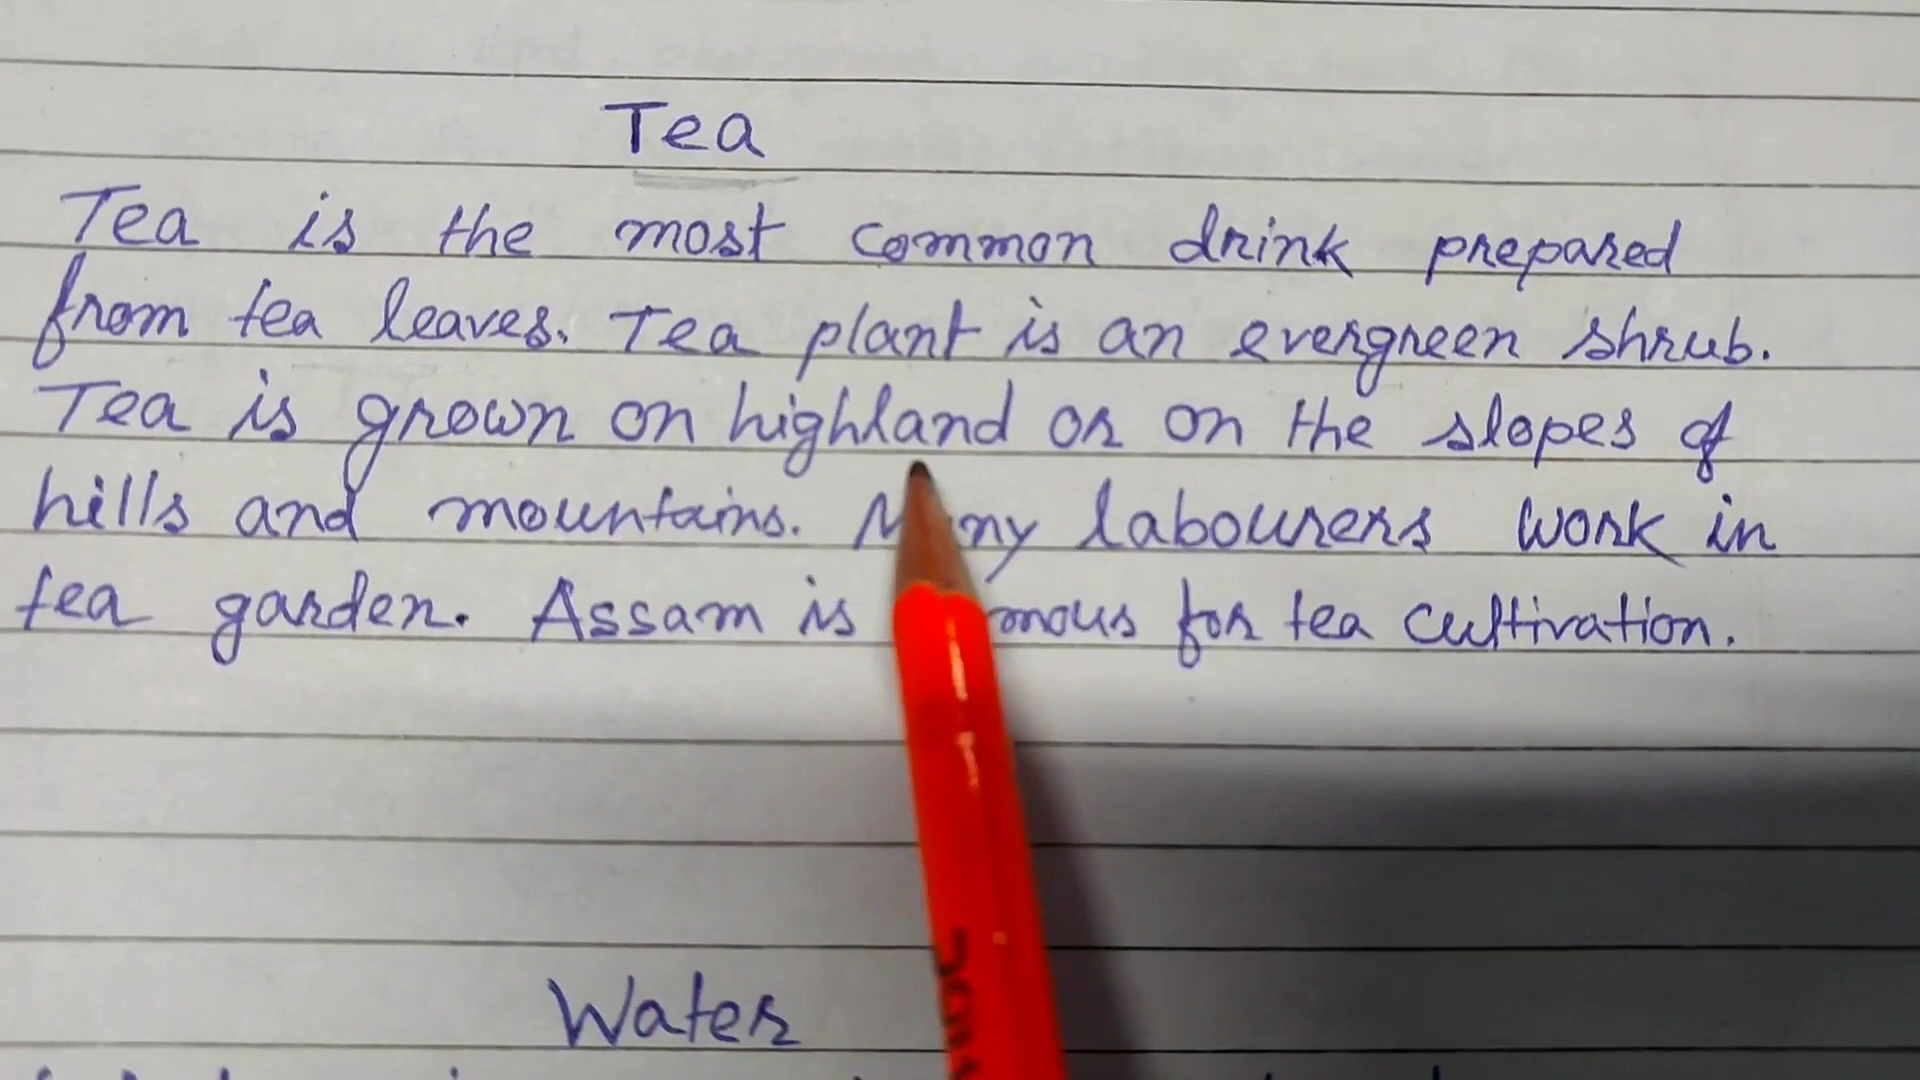 Tea
Tea is the most common drink prepared
from tea leaves. Tea plant is an evergreen shrub.
Tea is grown on highland or on the slopes of
hills and mountains. Many labourers work in
tea garden. Assam is for tea cultivation.
Water